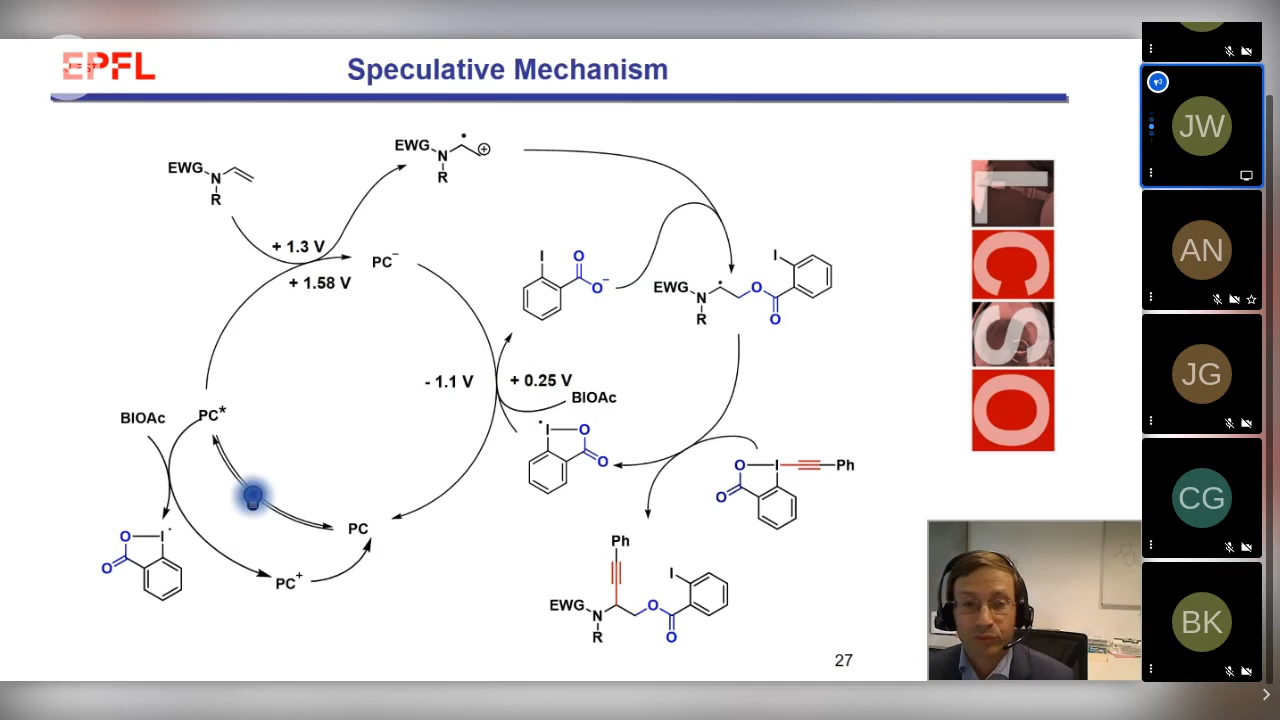 EPFL
Speculative Mechanism
EWG
N
R
EWG
N
R
+ 1.3 V
+ 1.58 V
PC−
I
O
O−
EWG
N
R
O
O
I
- 1.1 V
+ 0.25 V
BIOAc
BIOAc
PC*
I
O
O
O
I
Ph
O
O
I
O
PC
PC+
Ph
EWG
N
R
O
O
I
27
L
C
S
O
JW
AN
JG
CG
BK